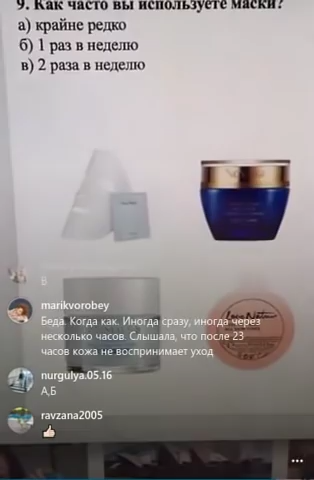 9. Как часто вы используете маски?
а) крайне редко
б) 1 раз в неделю
в) 2 раза в неделю
В
marikvorobey
Беда. Когда как. Иногда сразу, иногда через
несколько часов. Слышала, что после 23
часов кожа не воспринимает уход
nurgulya.05.16
А,Б
ravzana2005
👍🏻